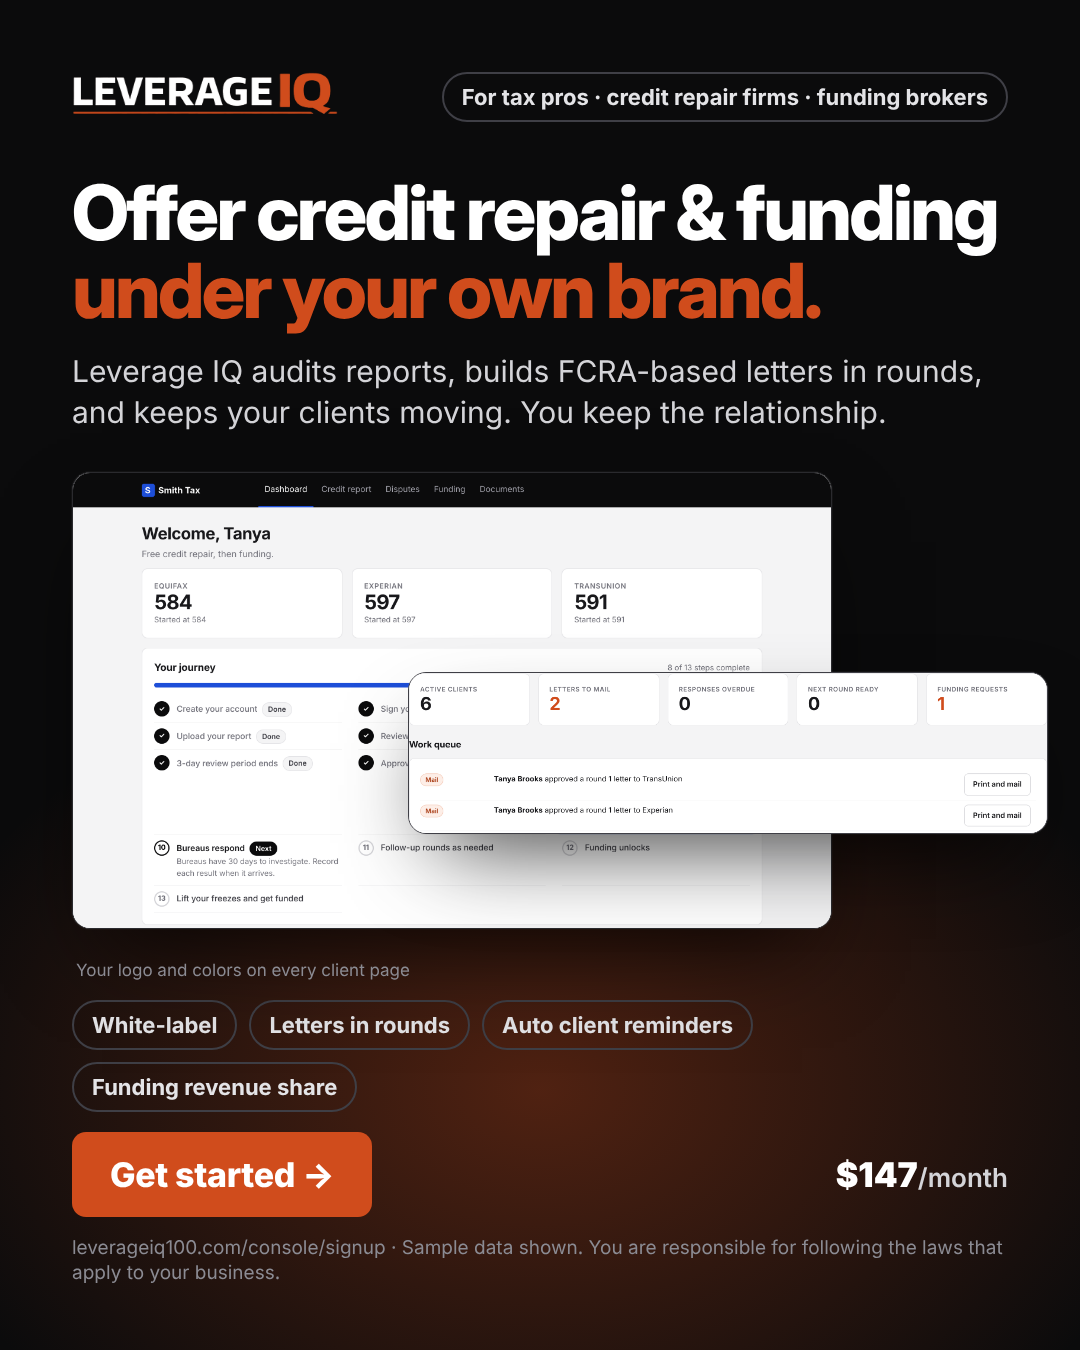 LEVERAGE IQ
For tax pros · credit repair firms · funding brokers
Offer credit repair & funding
under your own brand.
Leverage IQ audits reports, builds FCRA-based letters in rounds,
and keeps your clients moving. You keep the relationship.
S Smith Tax
Dashboard Credit report Disputes Funding Documents
Welcome, Tanya
Free credit repair, then funding.
EQUIFAX
584
Started at 584
EXPERIAN
597
Started at 597
TRANSUNION
591
Started at 591
Your journey
8 of 13 steps complete
Create your account Done
Sign yo
Upload your report Done
Review
3-day review period ends Done
Approv
10 Bureaus respond Next
Bureaus have 30 days to investigate. Record
each result when it arrives.
11 Follow-up rounds as needed
12 Funding unlocks
13 Lift your freezes and get funded
ACTIVE CLIENTS
6
LETTERS TO MAIL
2
RESPONSES OVERDUE
0
NEXT ROUND READY
0
FUNDING REQUESTS
1
Work queue
Mail Tanya Brooks approved a round 1 letter to TransUnion Print and mail
Mail Tanya Brooks approved a round 1 letter to Experian Print and mail
Your logo and colors on every client page
White-label
Letters in rounds
Auto client reminders
Funding revenue share
Get started →
$147/month
leverageiq100.com/console/signup · Sample data shown. You are responsible for following the laws that
apply to your business.